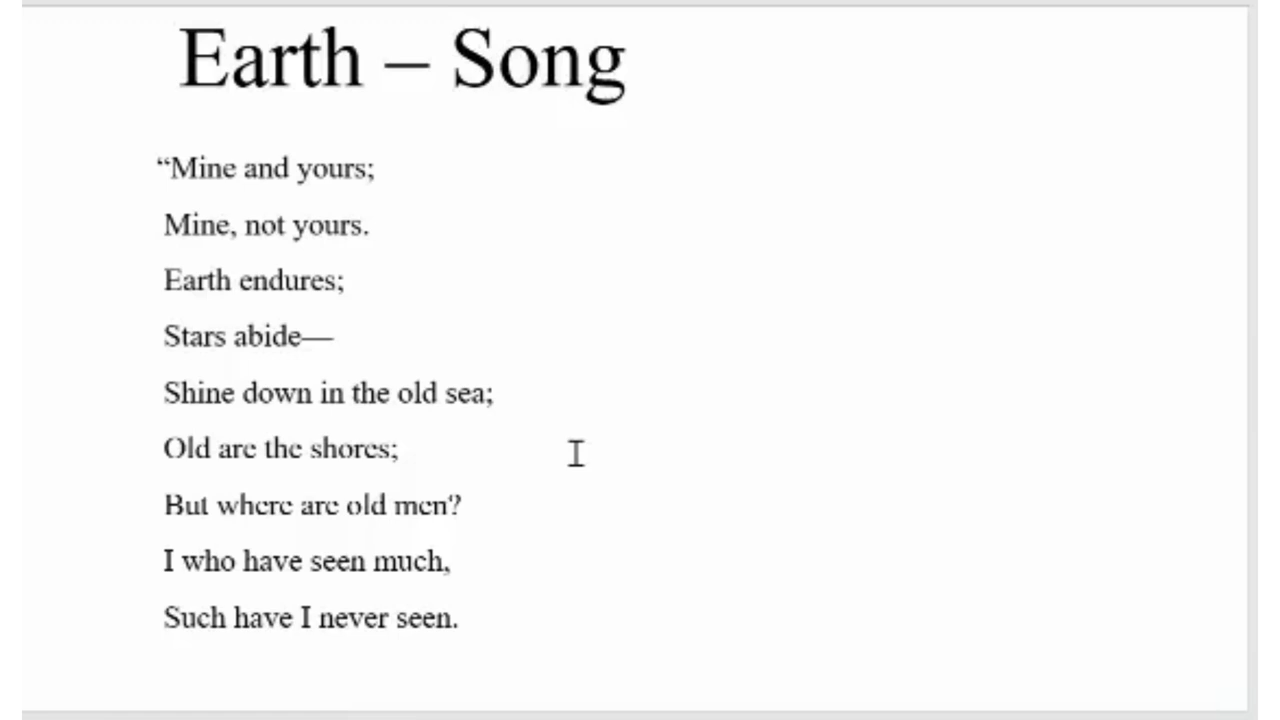 Earth – Song
“Mine and yours;
Mine, not yours.
Earth endures;
Stars abide—
Shine down in the old sea;
Old are the shores;
But where are old men?
I who have seen much,
Such have I never seen.